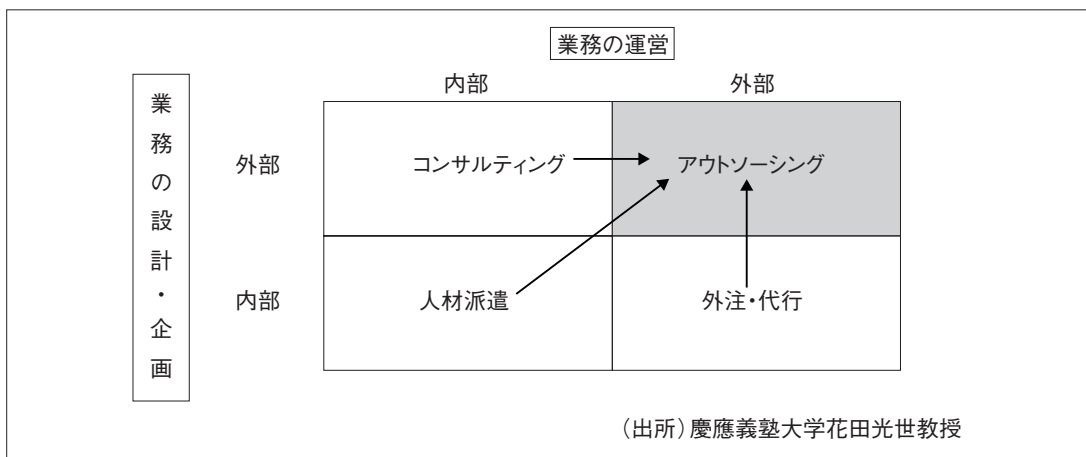 業務の運営
内部 外部
業務の設計・企画
外部 コンサルティング アウトソーシング
内部 人材派遣 外注・代行
（出所）慶應義塾大学花田光世教授